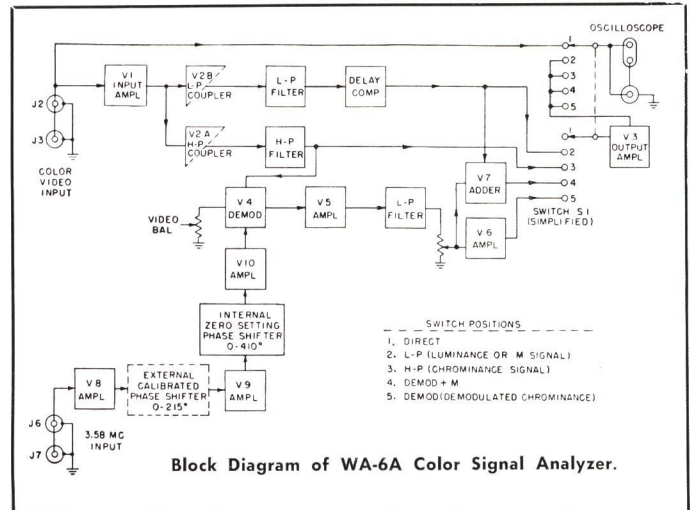 OSCILLOSCOPE
1
2
3
4
5
V1
INPUT
AMPL
V2B
L-P
COUPLER
L-P
FILTER
DELAY
COMP
J2
J3
COLOR
VIDEO
INPUT
V2A
H-P
COUPLER
H-P
FILTER
1
2
3
4
5
V3
OUTPUT
AMPL
SWITCH S1
(SIMPLIFIED)
VIDEO
BAL
V4
DEMOD
V5
AMPL
L-P
FILTER
V7
ADDER
V6
AMPL
V10
AMPL
INTERNAL
ZERO SETTING
PHASE SHIFTER
0-410°
SWITCH POSITIONS
1. DIRECT
2. L-P (LUMINANCE OR M SIGNAL)
3. H-P (CHROMINANCE SIGNAL)
4. DEMOD + M
5. DEMOD (DEMODULATED CHROMINANCE)
V8
AMPL
EXTERNAL
CALIBRATED
PHASE SHIFTER
0-215°
V9
AMPL
J6
J7
3.58 MC
INPUT
Block Diagram of WA-6A Color Signal Analyzer.